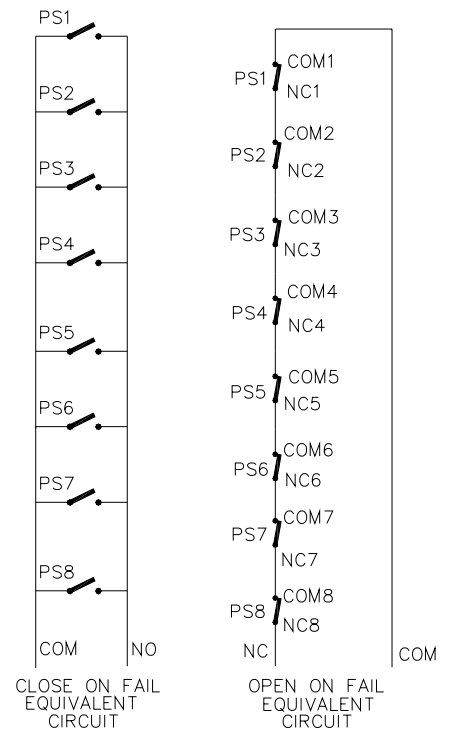 PS1
PS2
PS3
PS4
PS5
PS6
PS7
PS8
COM NO
CLOSE ON FAIL
EQUIVALENT
CIRCUIT
COM1
PS1
NC1
COM2
PS2
NC2
COM3
PS3
NC3
COM4
PS4
NC4
COM5
PS5
NC5
COM6
PS6
NC6
COM7
PS7
NC7
COM8
PS8
NC8
NC COM
OPEN ON FAIL
EQUIVALENT
CIRCUIT